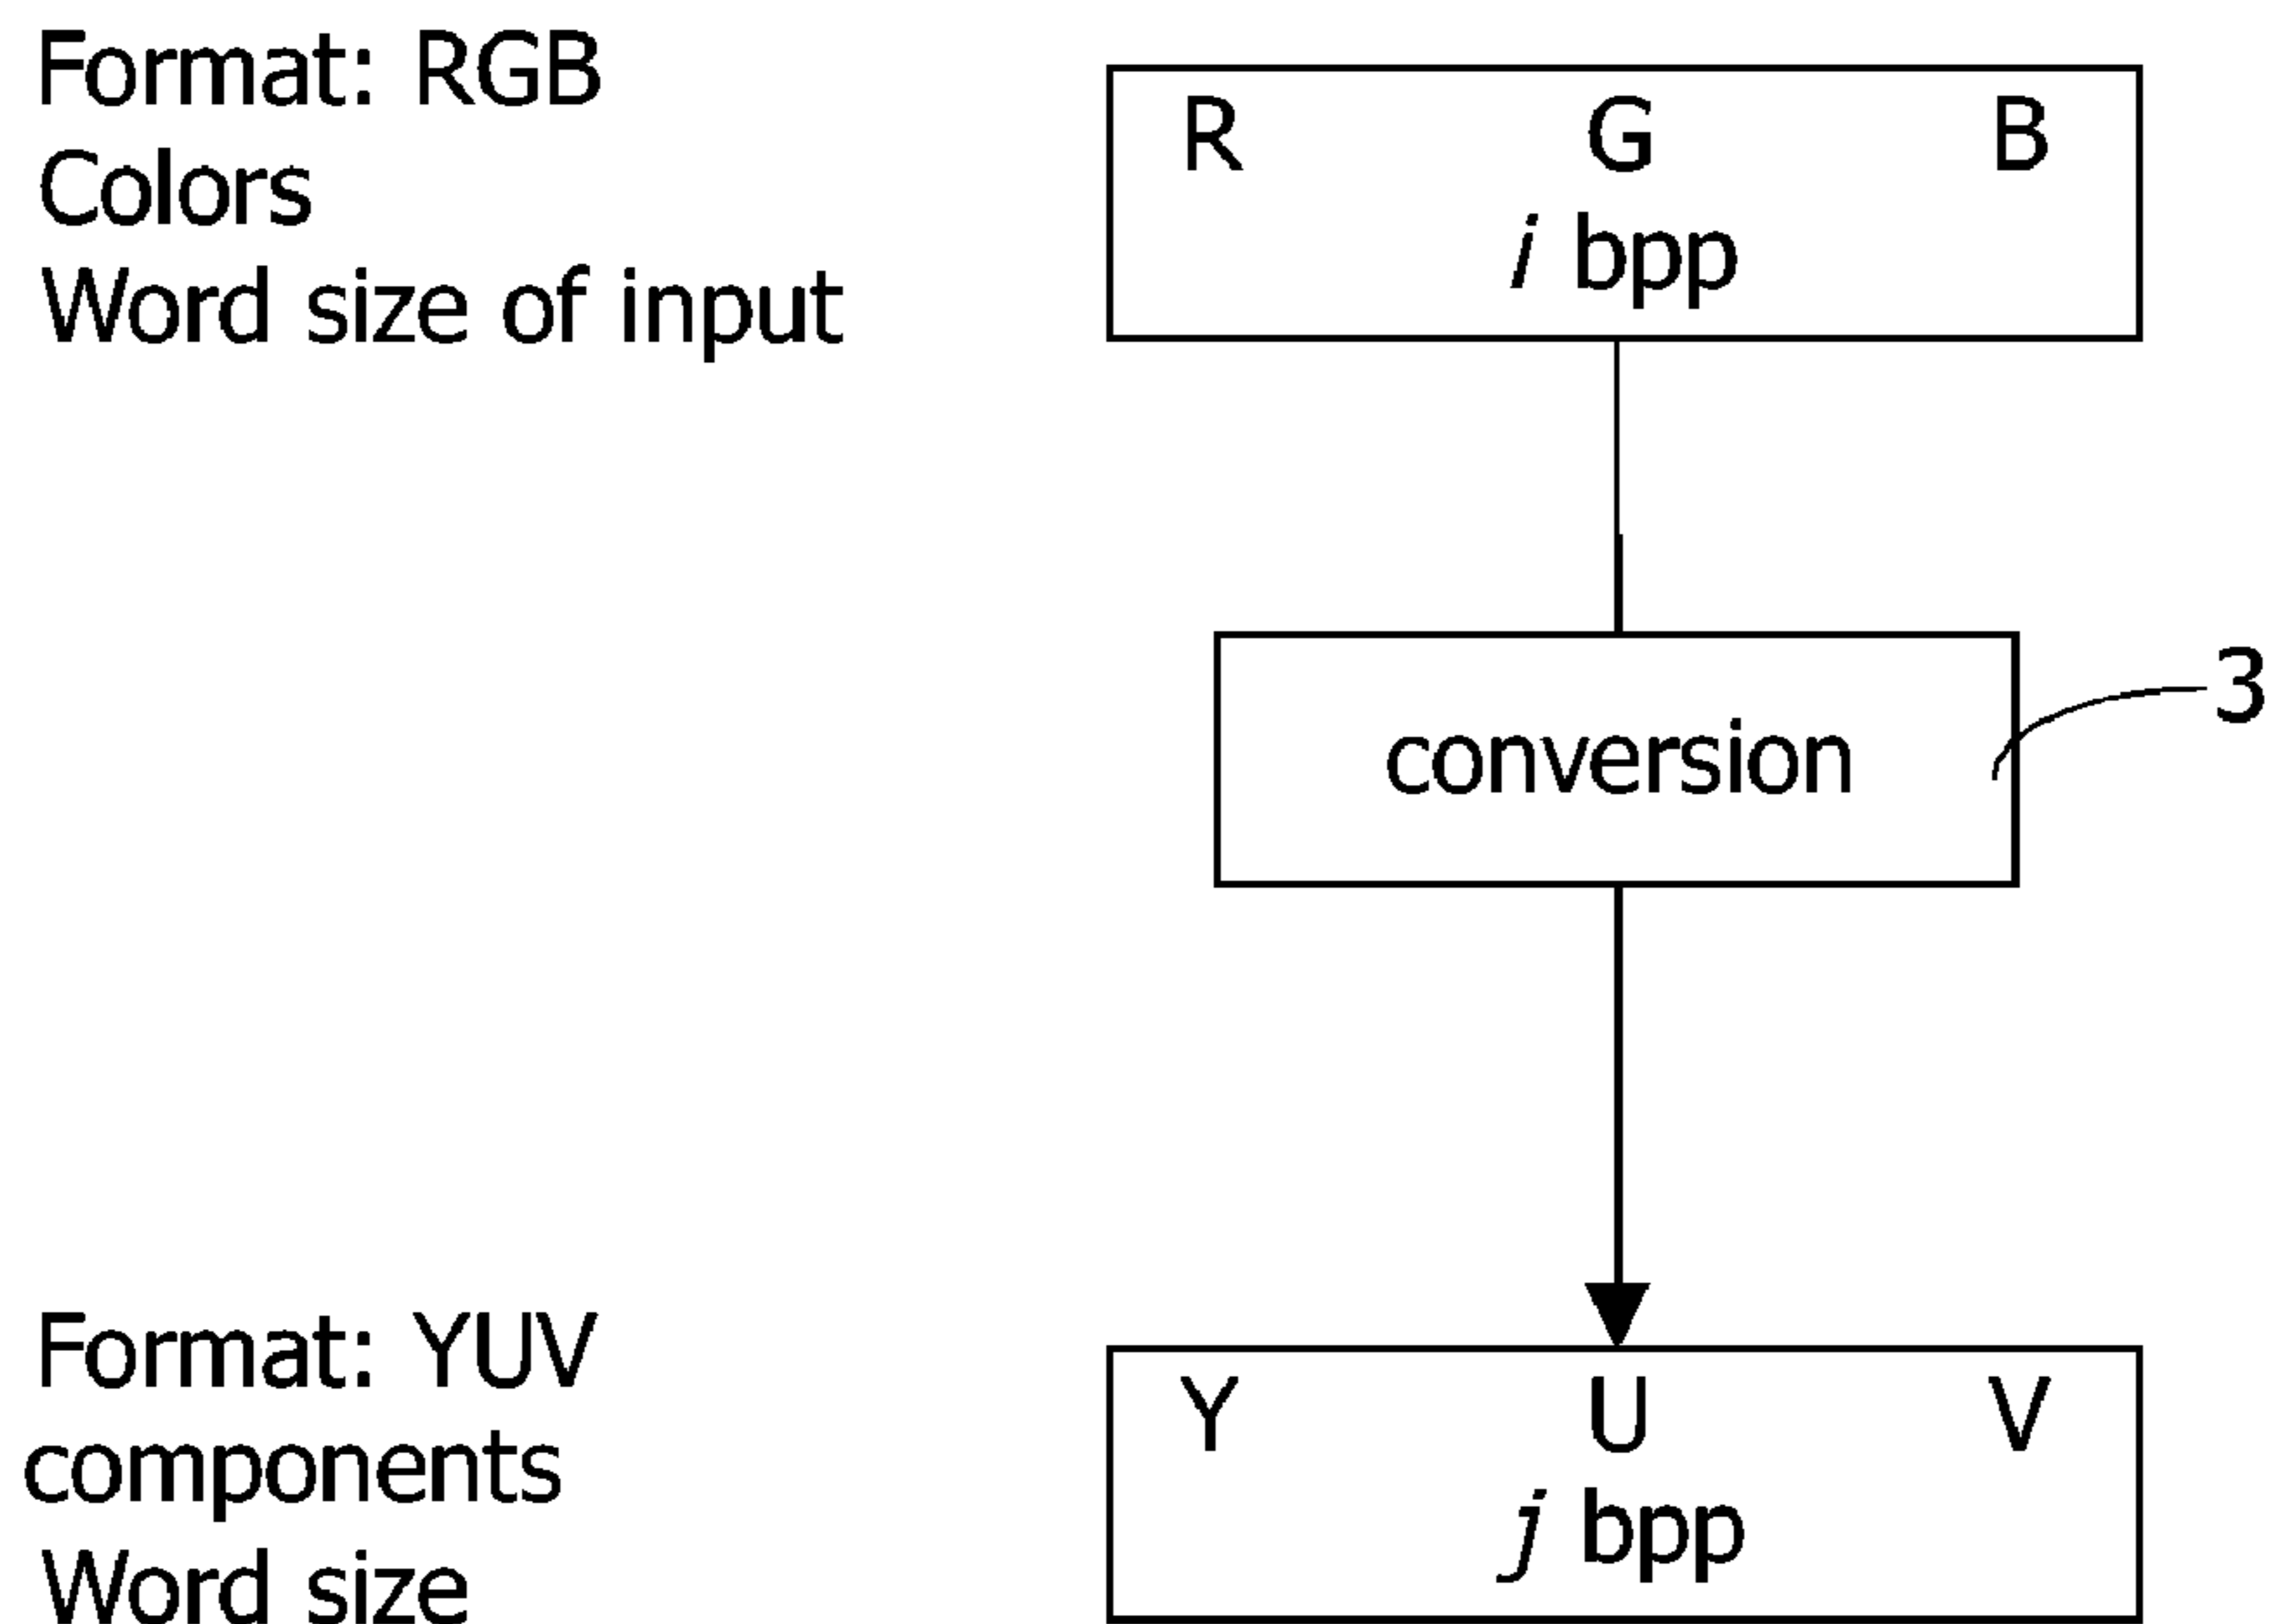 Format: RGB
Colors
Word size of input
R G B
i bpp
conversion
3
Format: YUV
components
Word size
Y U V
j bpp